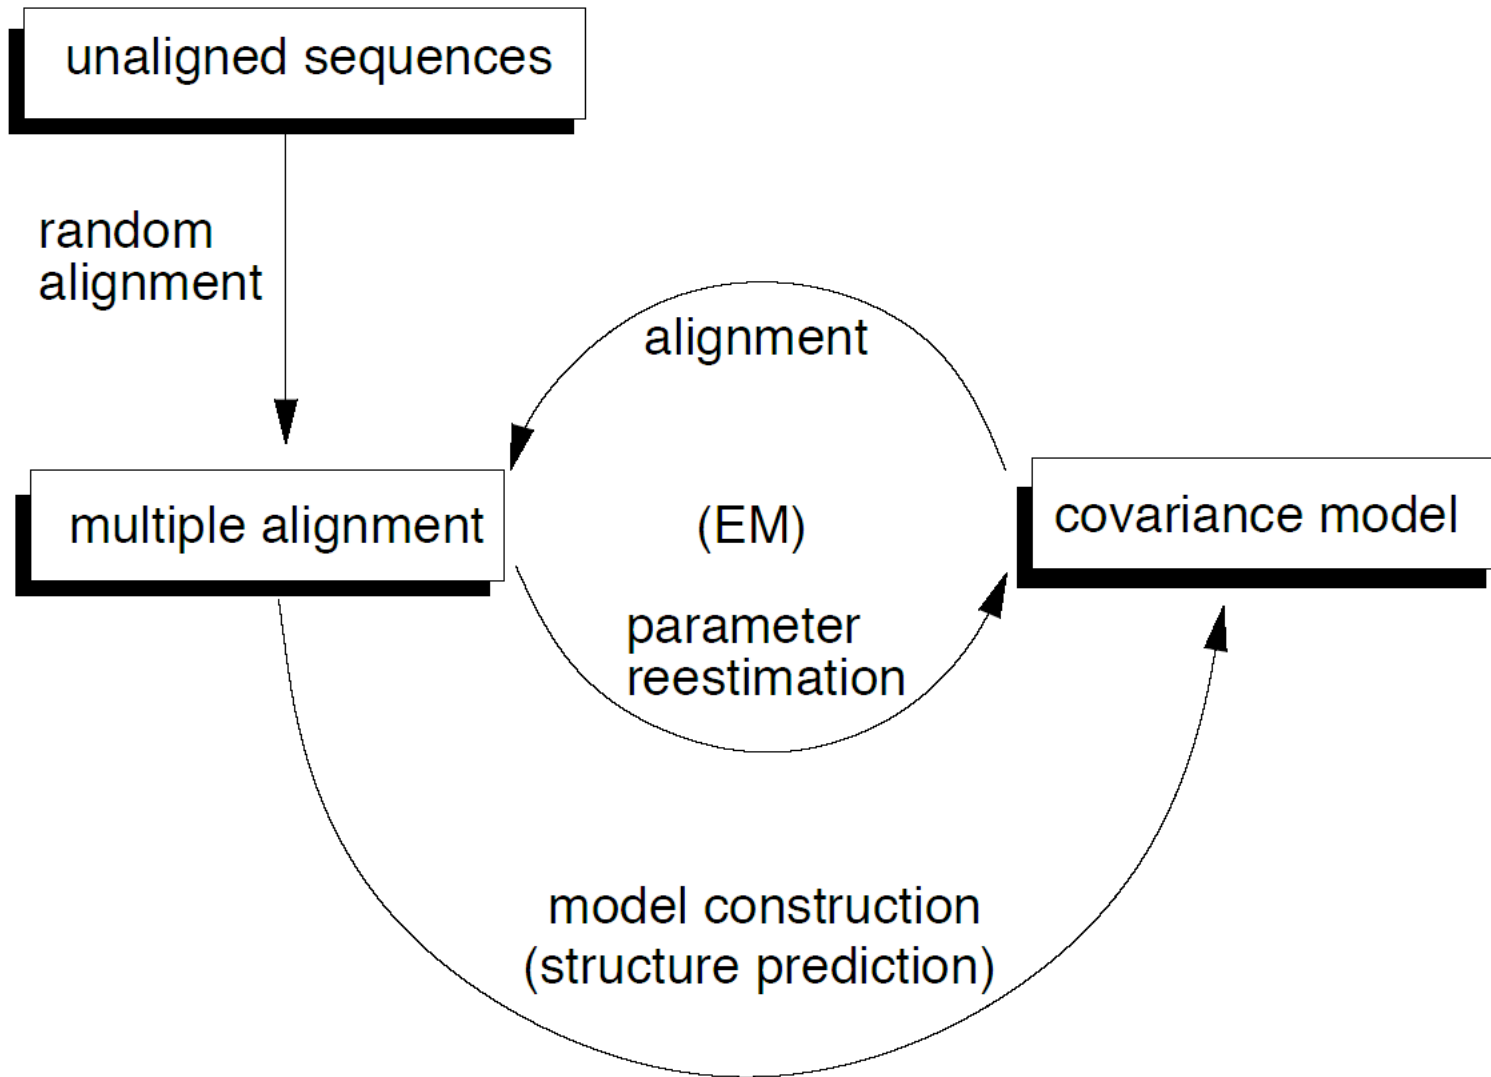 unaligned sequences
random
alignment
alignment
multiple alignment
(EM)
covariance model
parameter
reestimation
model construction
(structure prediction)